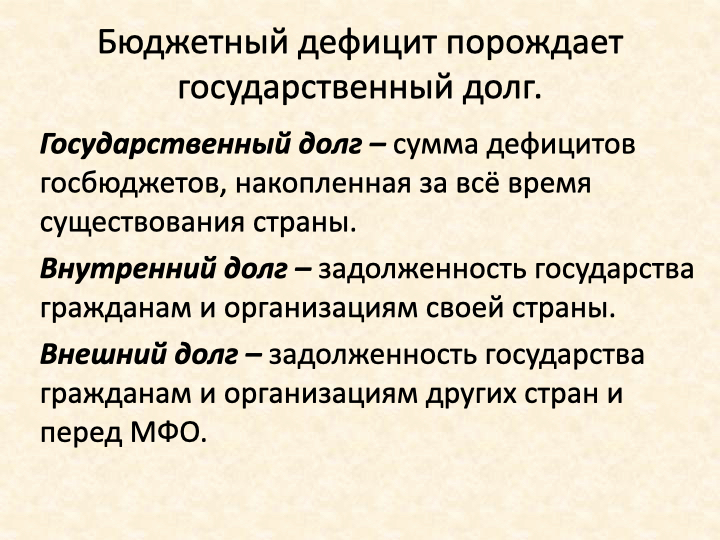 Бюджетный дефицит порождает
государственный долг.
Государственный долг – сумма дефицитов
госбюджетов, накопленная за всё время
существования страны.
Внутренний долг – задолженность государства
гражданам и организациям своей страны.
Внешний долг – задолженность государства
гражданам и организациям других стран и
перед МФО.